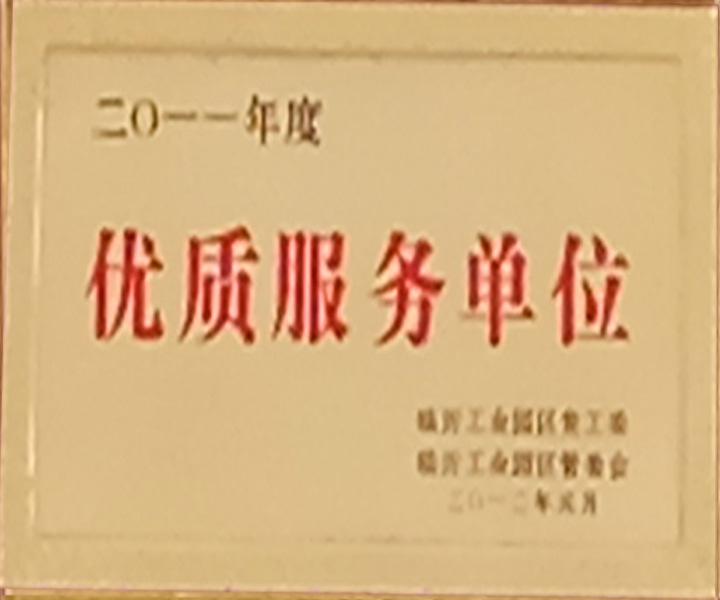 二〇一一年度
优质服务单位
临沂工业园区党工委
临沂工业园区管委会
二〇一二年元月